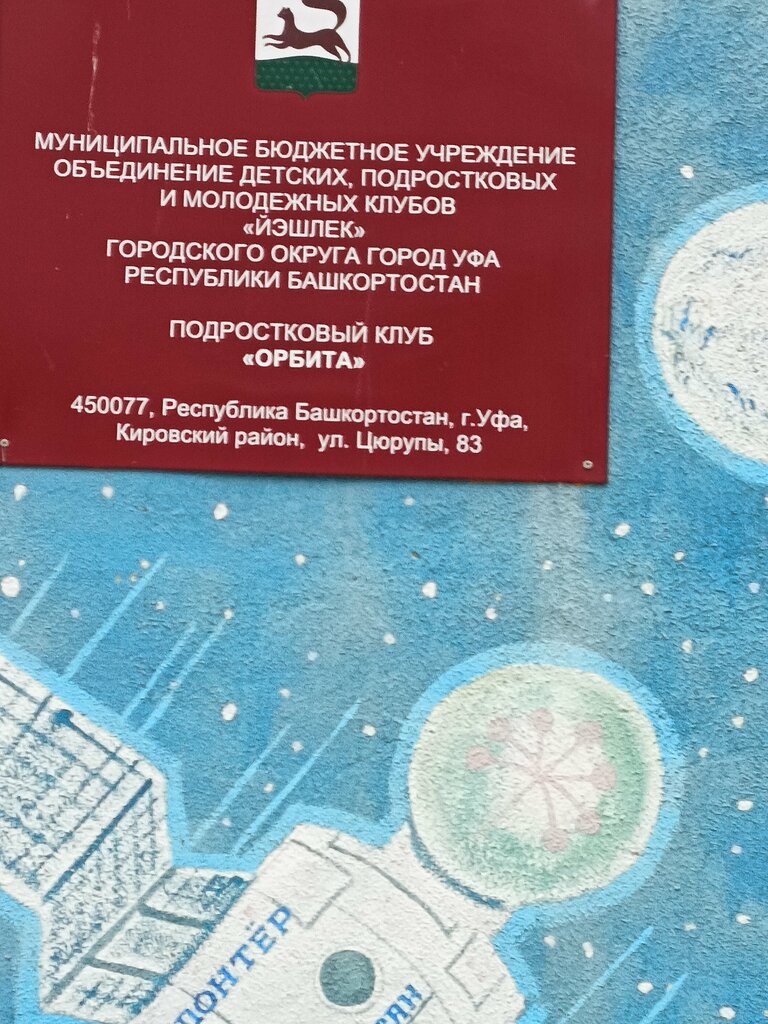 МУНИЦИПАЛЬНОЕ БЮДЖЕТНОЕ УЧРЕЖДЕНИЕ
ОБЪЕДИНЕНИЕ ДЕТСКИХ, ПОДРОСТКОВЫХ
И МОЛОДЕЖНЫХ КЛУБОВ
«ЙЭШЛЕК»
ГОРОДСКОГО ОКРУГА ГОРОД УФА
РЕСПУБЛИКИ БАШКОРТОСТАН
ПОДРОСТКОВЫЙ КЛУБ
«ОРБИТА»
450077, Республика Башкортостан, г.Уфа,
Кировский район, ул. Цюрупы, 83